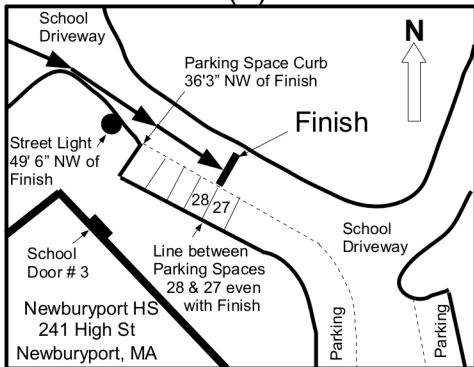 School
Driveway
N
Parking Space Curb
36'3" NW of Finish
Finish
Street Light
49' 6" NW of
Finish
28
27
School
Driveway
School
Door # 3
Line between
Parking Spaces
28 & 27 even
with Finish
Newburyport HS
241 High St
Newburyport, MA
Parking
Parking